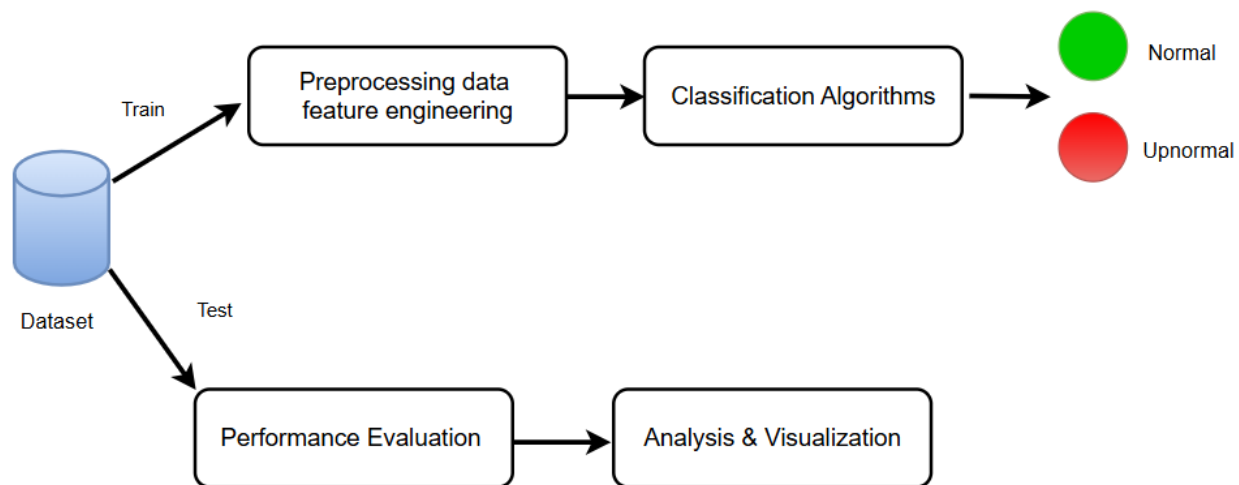 Train
Preprocessing data
feature engineering
Classification Algorithms
Normal
Upnormal
Dataset
Test
Performance Evaluation
Analysis & Visualization